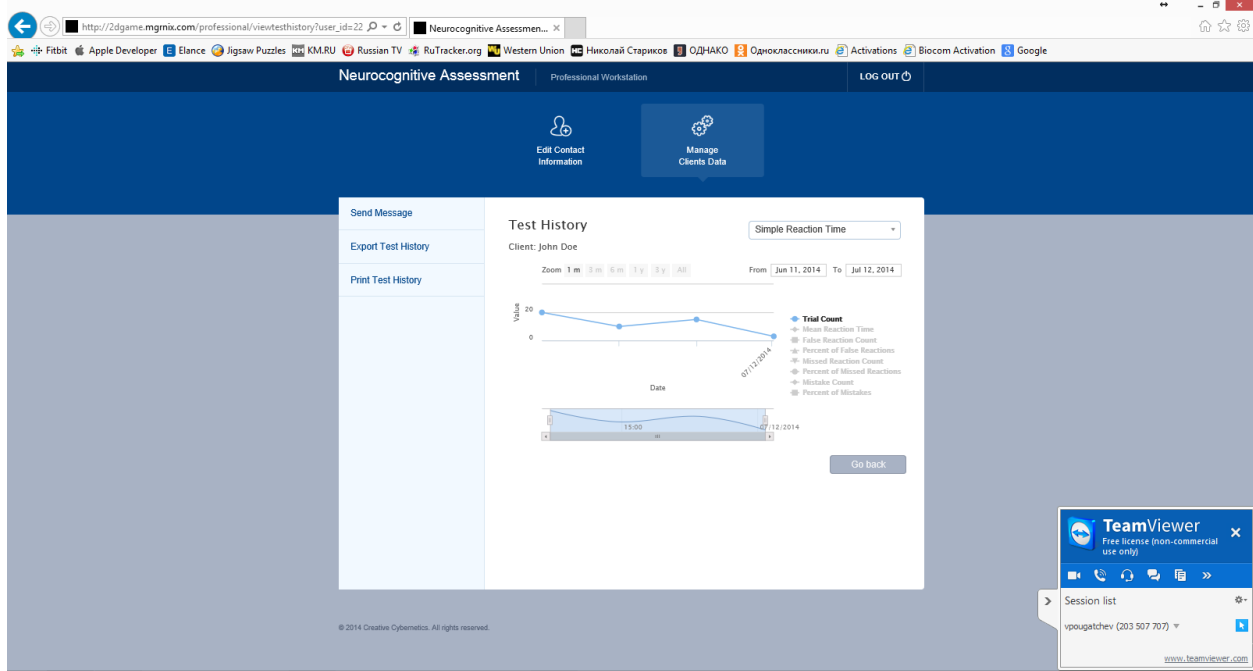 http://2dgame.mgrnix.com/professional/viewtesthistory?user_id=22
Neurocognitive Assessmen...
Fitbit Apple Developer Elance Jigsaw Puzzles KM.RU Russian TV RuTracker.org Western Union Николай Стариков ОДНАКО Одноклассники.ru Activations Biocom Activation Google
Neurocognitive Assessment Professional Workstation LOG OUT
Edit Contact
Information
Manage
Clients Data
Send Message
Export Test History
Print Test History
Test History
Simple Reaction Time
Client: John Doe
Zoom 1 m 3 m 6 m 1 y 3 y All From Jun 11, 2014 To Jul 12, 2014
Value
20
0
07/12/2014
Date
Trial Count
Mean Reaction Time
False Reaction Count
Percent of False Reactions
Missed Reaction Count
Percent of Missed Reactions
Mistake Count
Percent of Mistakes
15:00 07/12/2014
Go back
© 2014 Creative Cybernetics. All rights reserved.
TeamViewer
Free license (non-commercial
use only)
Session list
vpougatchev (203 507 707)
www.teamviewer.com